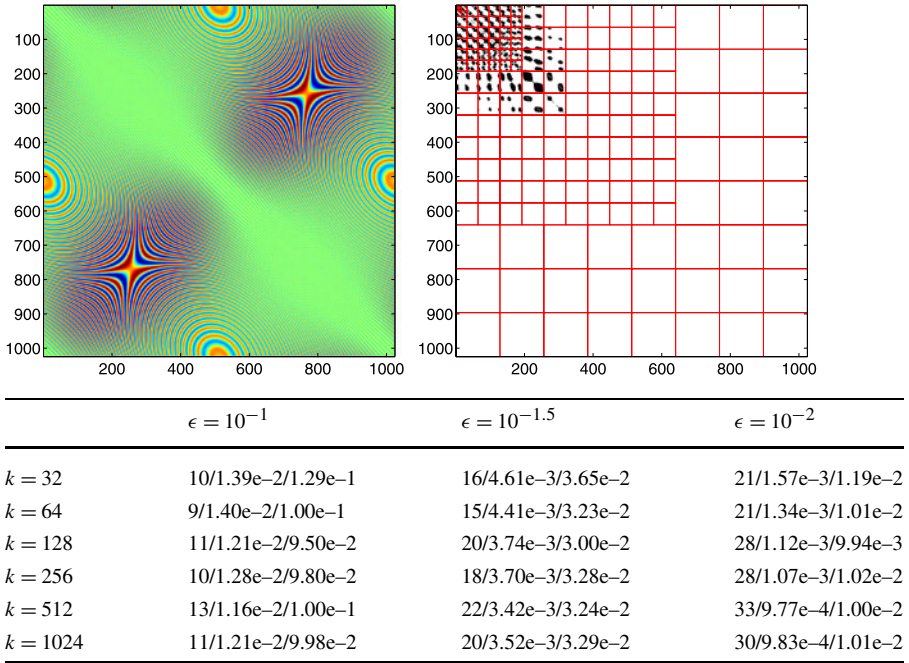 100
200
300
400
500
600
700
800
900
1000
200 400 600 800 1000
100
200
300
400
500
600
700
800
900
1000
200 400 600 800 1000
ϵ = 10^−1 ϵ = 10^−1.5 ϵ = 10^−2
k = 32 10/1.39e–2/1.29e–1 16/4.61e–3/3.65e–2 21/1.57e–3/1.19e–2
k = 64 9/1.40e–2/1.00e–1 15/4.41e–3/3.23e–2 21/1.34e–3/1.01e–2
k = 128 11/1.21e–2/9.50e–2 20/3.74e–3/3.00e–2 28/1.12e–3/9.94e–3
k = 256 10/1.28e–2/9.80e–2 18/3.70e–3/3.28e–2 28/1.07e–3/1.02e–2
k = 512 13/1.16e–2/1.00e–1 22/3.42e–3/3.24e–2 33/9.77e–4/1.00e–2
k = 1024 11/1.21e–2/9.98e–2 20/3.52e–3/3.29e–2 30/9.83e–4/1.01e–2